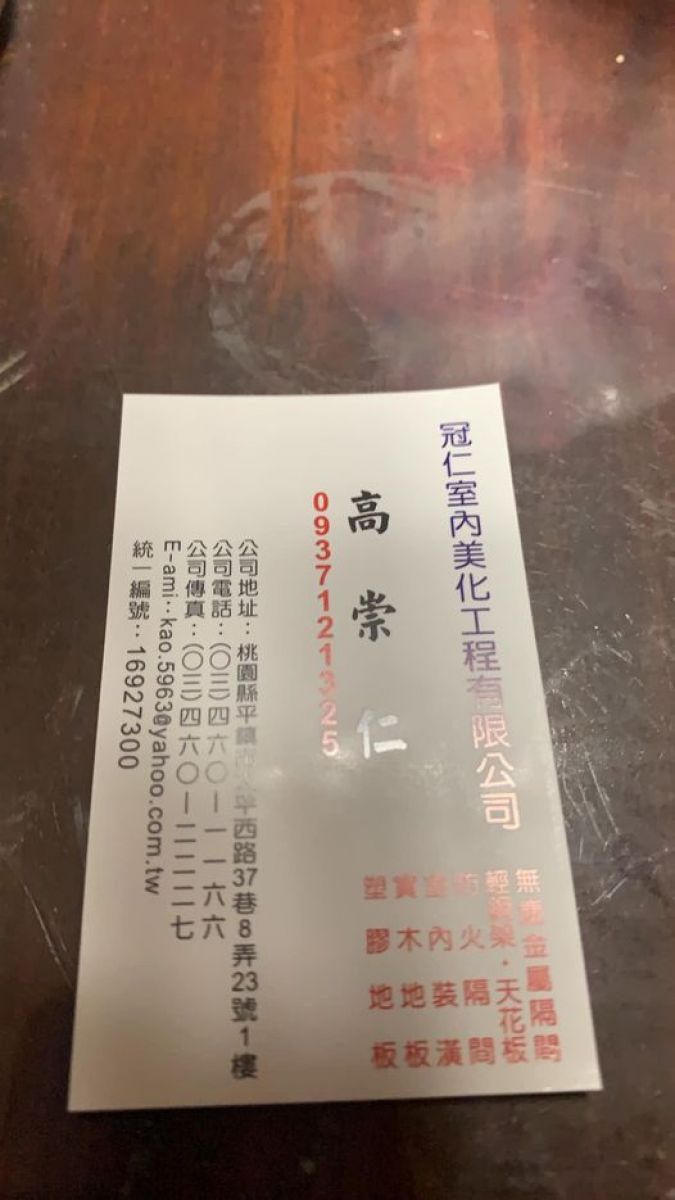 冠仁室內美化工程有限公司
無塵金屬隔間
輕鋼架・天花板
防火隔間
室內裝潢
實木地板
塑膠地板
高崇仁
0937121325
公司地址：桃園縣平鎮市 平西路37巷8弄23號1樓
公司電話：(〇三)四六〇一一一六六
公司傳真：(〇三)四六〇一二二二七
E-ami：kao.5963@yahoo.com.tw
統一編號：16927300